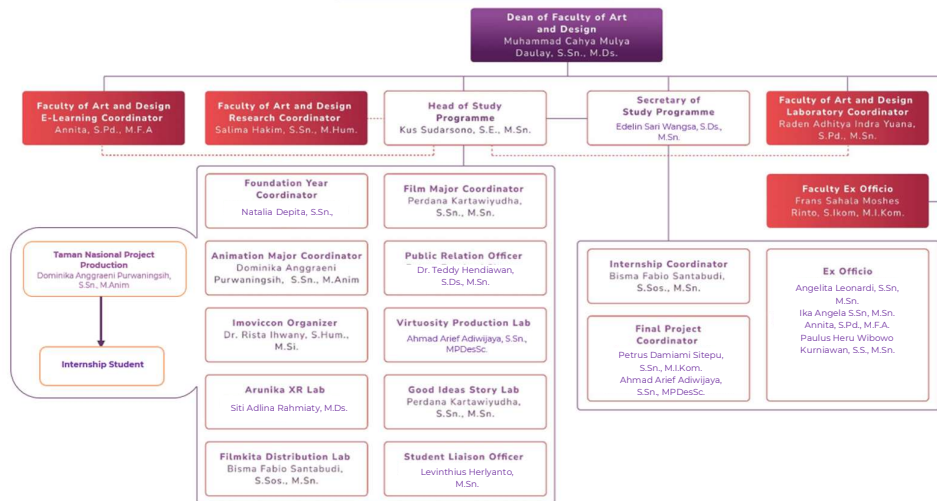 Dean of Faculty of Art
and Design
Muhammad Cahya Mulya
Daulay, S.Sn., M.Ds.
Faculty of Art and Design
E-Learning Coordinator
Annita, S.Pd., M.F.A
Faculty of Art and Design
Research Coordinator
Salima Hakim, S.Sn., M.Hum.
Head of Study
Programme
Kus Sudarsono, S.E., M.Sn.
Secretary of
Study Programme
Edelin Sari Wangsa, S.Ds.,
M.Sn.
Faculty of Art and Design
Laboratory Coordinator
Raden Adhitya Indra Yuana,
S.Pd., M.Sn.
Faculty Ex Officio
Frans Sahala Moshes
Rinto, S.Ikom, M.I.Kom.
Foundation Year
Coordinator
Natalia Depita, S.Sn.,
Film Major Coordinator
Perdana Kartawiyudha,
S.Sn., M.Sn.
Taman Nasional Project
Production
Dominika Anggraeni Purwaningsih,
S.Sn., M.Anim
Internship Student
Animation Major Coordinator
Dominika Anggraeni
Purwaningsih, S.Sn., M.Anim
Public Relation Officer
Dr. Teddy Hendiawan,
S.Ds., M.Sn.
Imoviccon Organizer
Dr. Rista Ihwany, S.Hum.,
M.Si.
Virtuosity Production Lab
Ahmad Arief Adiwijaya, S.Sn.,
MPDesSc.
Arunika XR Lab
Siti Adlina Rahmiaty, M.Ds.
Good Ideas Story Lab
Perdana Kartawiyudha,
S.Sn., M.Sn.
Filmkita Distribution Lab
Bisma Fabio Santabudi,
S.Sos., M.Sn.
Student Liaison Officer
Levinthius Herlyanto,
M.Sn.
Internship Coordinator
Bisma Fabio Santabudi,
S.Sos., M.Sn.
Final Project
Coordinator
Petrus Damiami Sitepu,
S.Sn., M.I.Kom.
Ahmad Arief Adiwijaya,
S.Sn., MPDesSc.
Ex Officio
Angelita Leonardi, S.Sn,
M.Sn.
Ika Angela S.Sn, M.Sn.
Annita, S.Pd., M.F.A.
Paulus Heru Wibowo
Kurniawan, S.S., M.Sn.